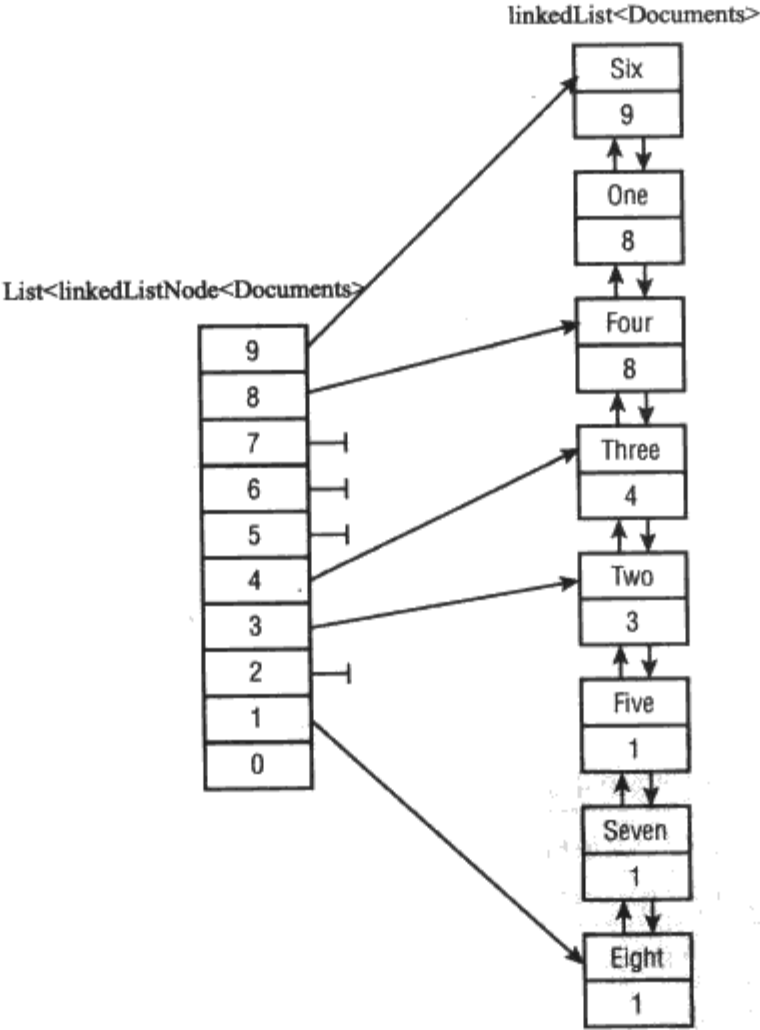 linkedList<Documents>
Six
9
One
8
List<linkedListNode<Documents>
Four
8
9
8
7
6
5
4
3
2
1
0
Three
4
Two
3
Five
1
Seven
1
Eight
1